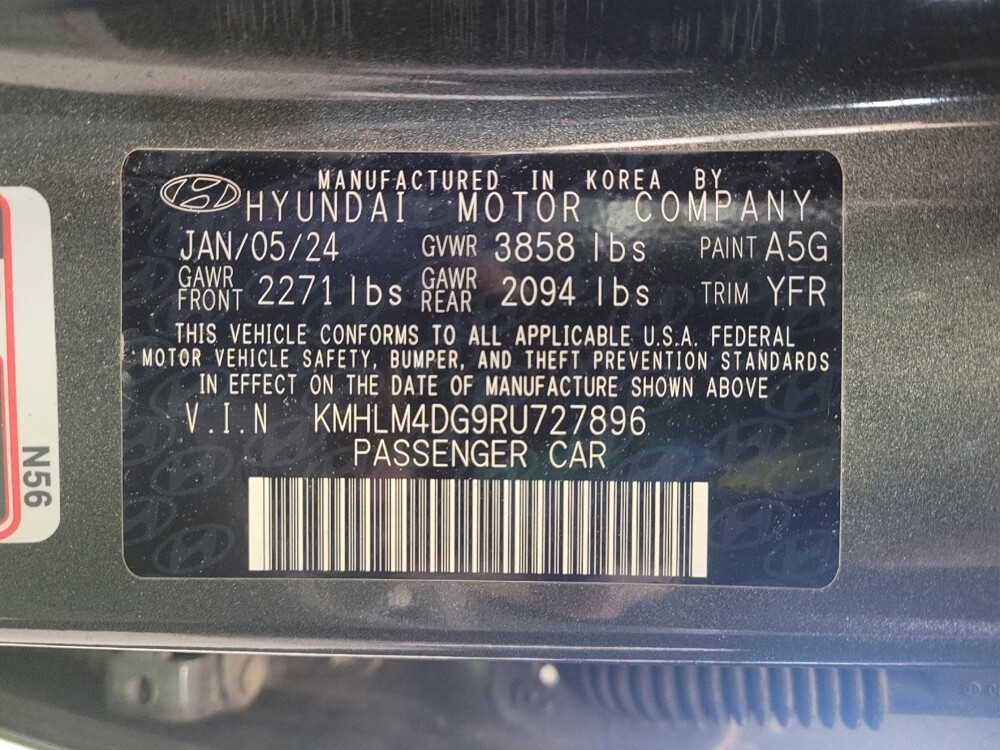 MANUFACTURED IN KOREA BY
HYUNDAI MOTOR COMPANY
JAN/05/24 GVWR 3858 lbs PAINT A5G
GAWR FRONT 2271 lbs GAWR REAR 2094 lbs TRIM YFR
THIS VEHICLE CONFORMS TO ALL APPLICABLE U.S.A. FEDERAL
MOTOR VEHICLE SAFETY, BUMPER, AND THEFT PREVENTION STANDARDS
IN EFFECT ON THE DATE OF MANUFACTURE SHOWN ABOVE
V.I.N KMHLM4DG9RU727896
PASSENGER CAR
N56